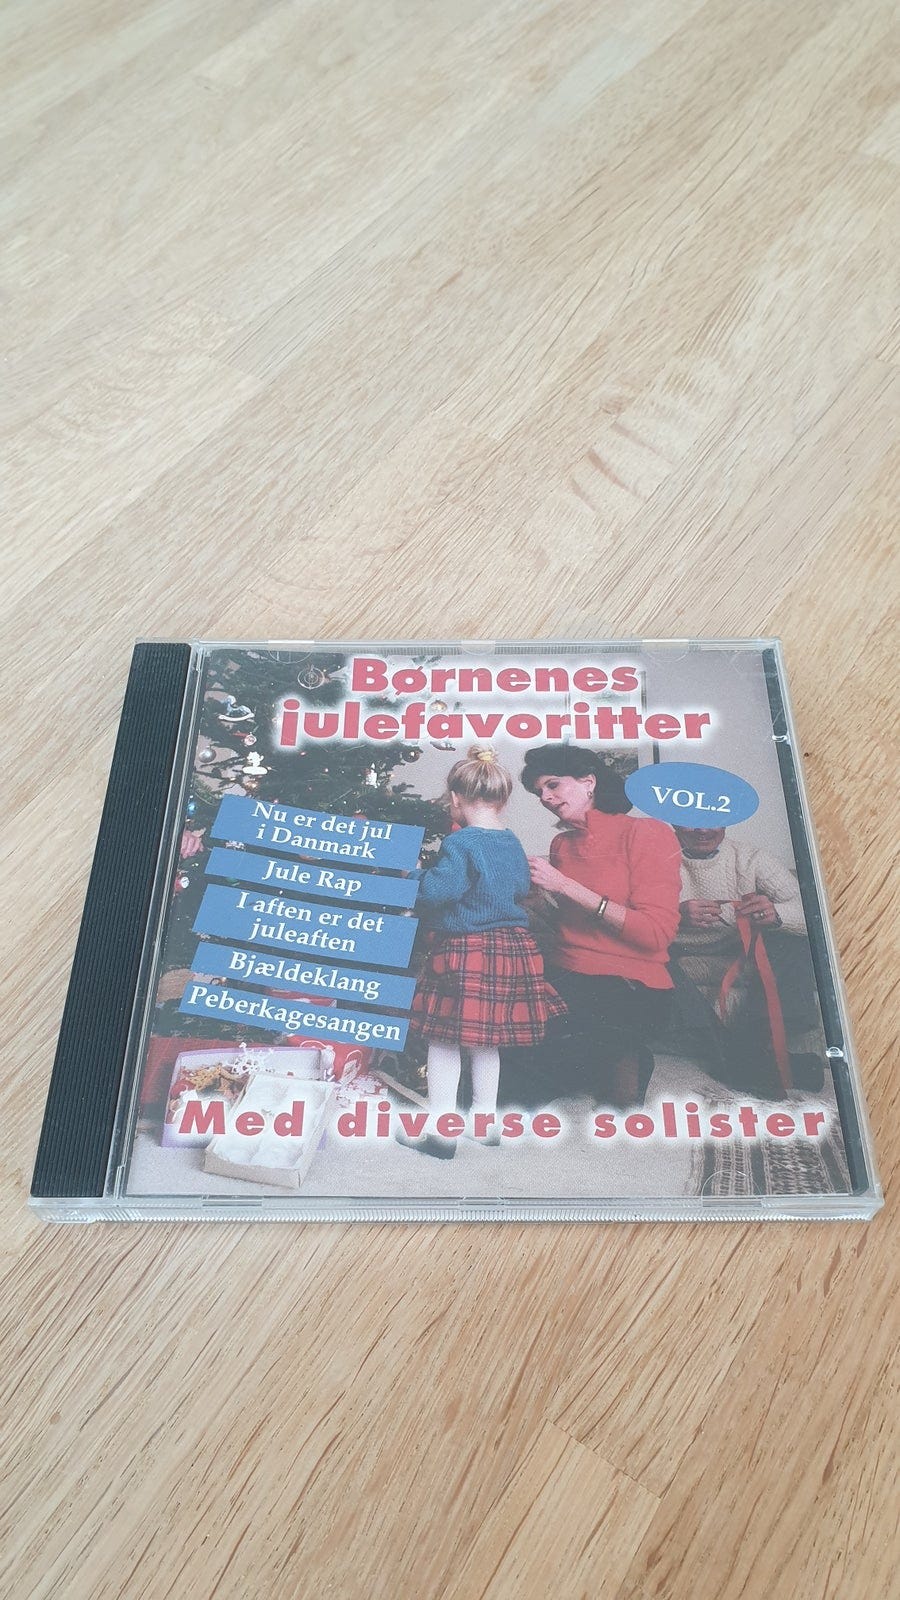 Børnenes
julefavoritter
VOL.2
Nu er det jul
i Danmark
Jule Rap
I aften er det
juleaften
Bjældeklang
Peberkagesangen
Med diverse solister